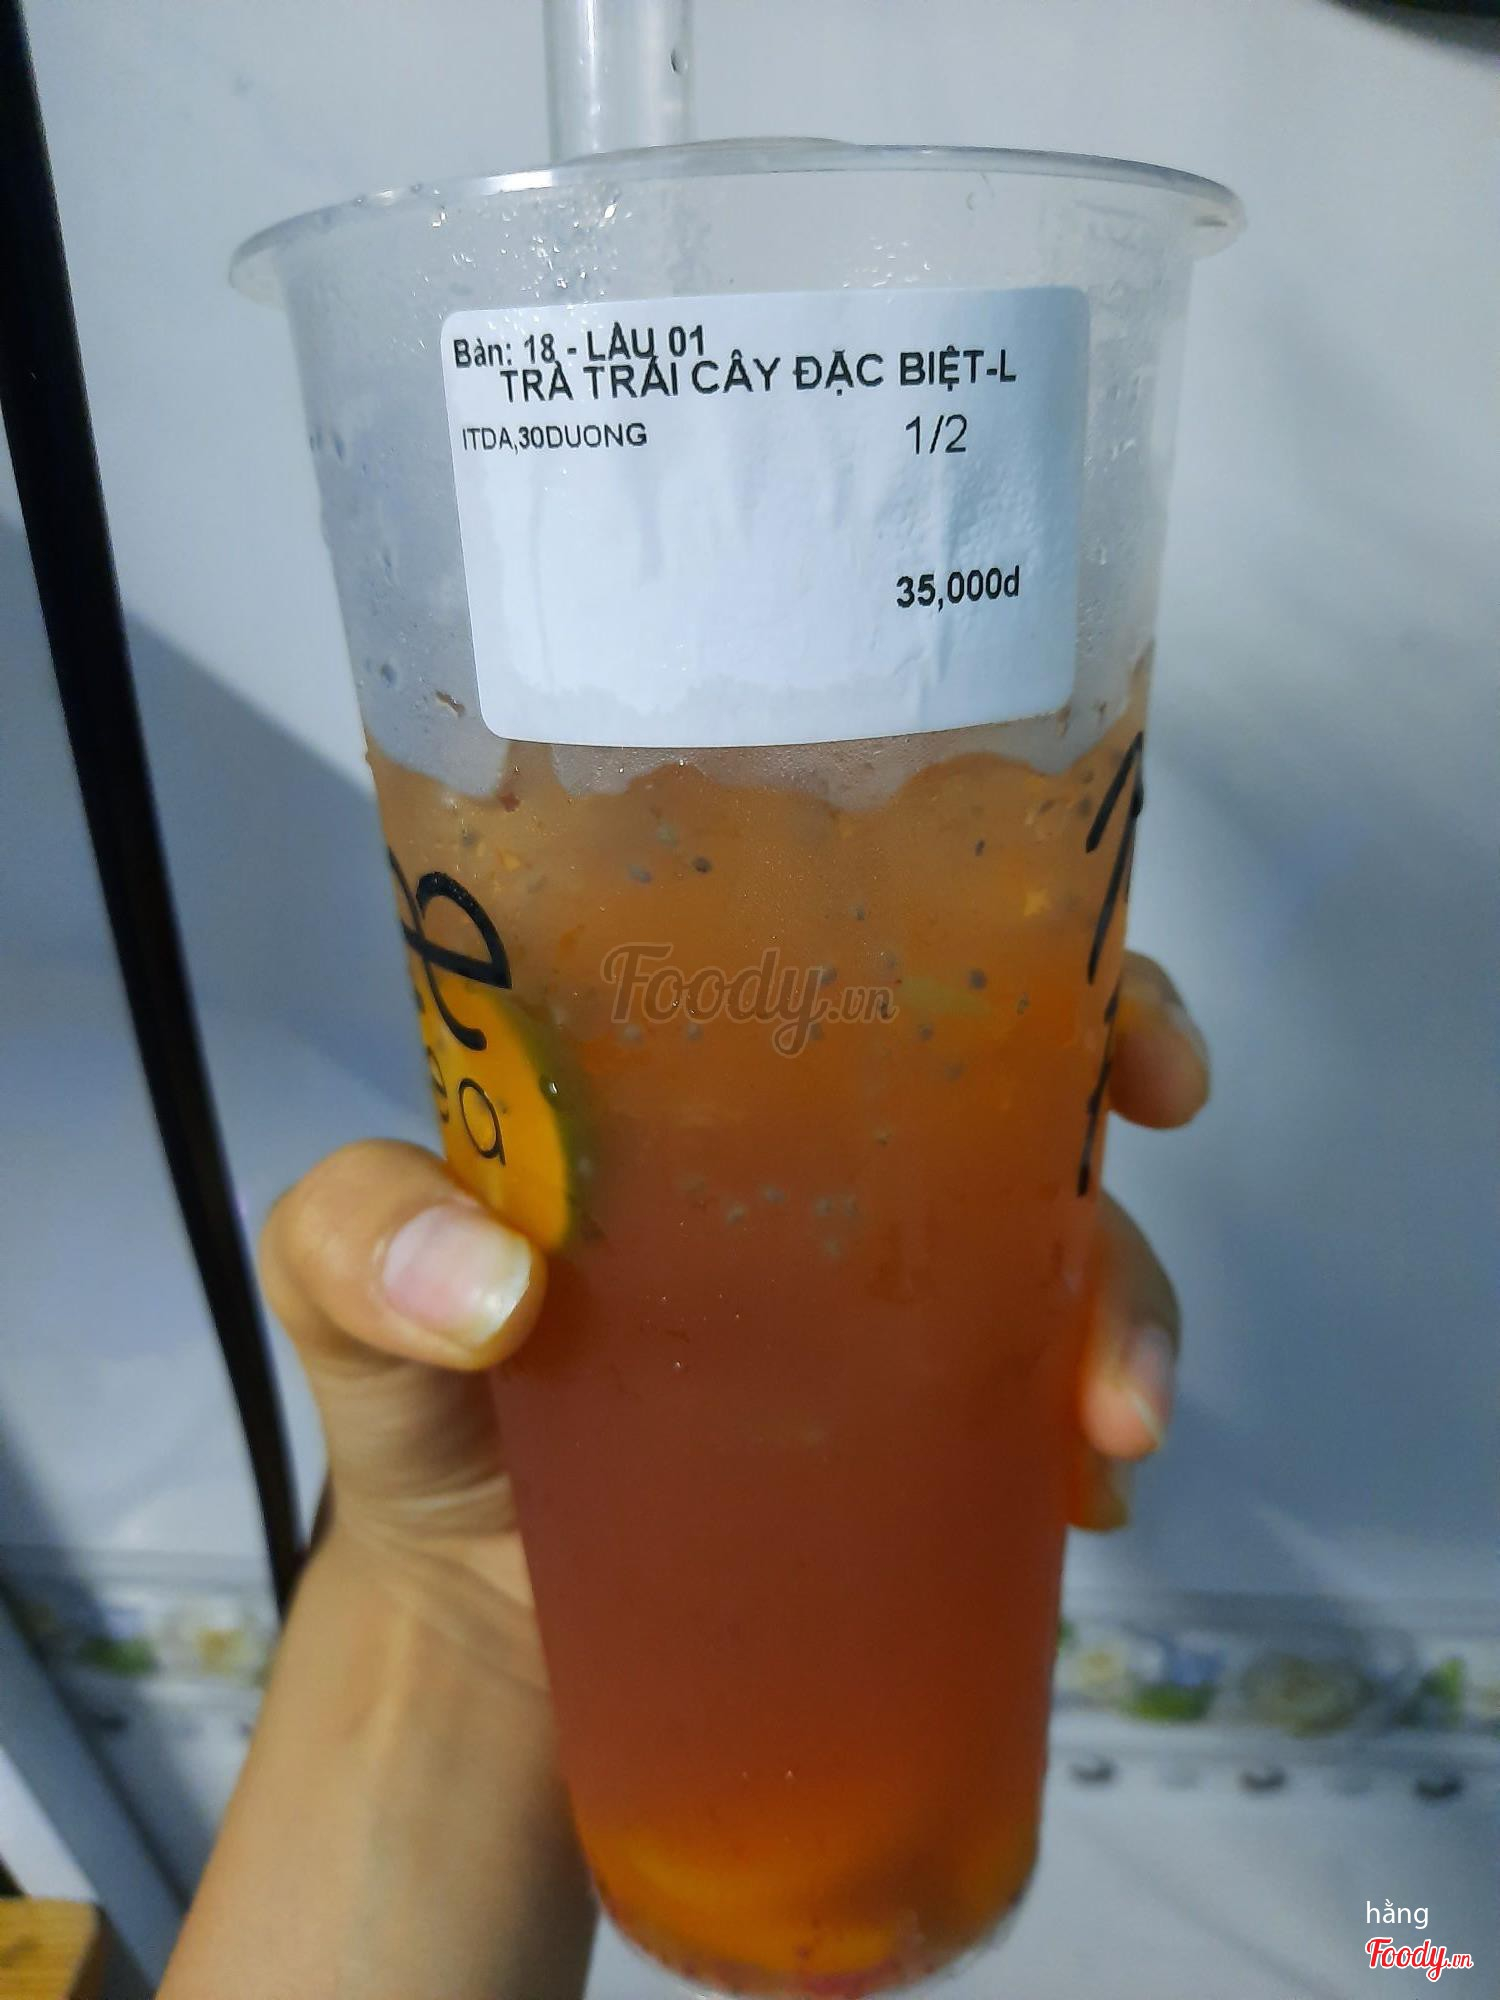 Bàn: 18 - LẦU 01
TRÀ TRÁI CÂY ĐẶC BIỆT-L
ITDA,30DUONG 1/2
35,000d
Foody.vn
hằng
Foody.vn